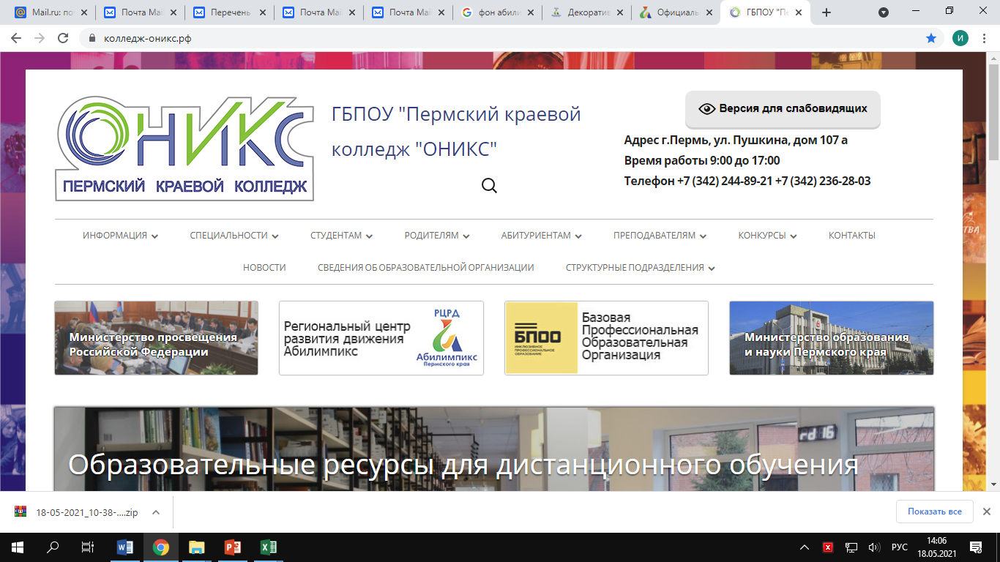 Mail.ru: по
Почта Mai
Перечень
Почта Mai
Почта Mai
фон абили
Декоратив
Официаль
ГБПОУ "Пе
колледж-оникс.рф
И
ОНИКС
ПЕРМСКИЙ КРАЕВОЙ КОЛЛЕДЖ
ГБПОУ "Пермский краевой
колледж "ОНИКС"
Версия для слабовидящих
Адрес г.Пермь, ул. Пушкина, дом 107 а
Время работы 9:00 до 17:00
Телефон +7 (342) 244-89-21 +7 (342) 236-28-03
ИНФОРМАЦИЯ СПЕЦИАЛЬНОСТИ СТУДЕНТАМ РОДИТЕЛЯМ АБИТУРИЕНТАМ ПРЕПОДАВАТЕЛЯМ КОНКУРСЫ КОНТАКТЫ
НОВОСТИ СВЕДЕНИЯ ОБ ОБРАЗОВАТЕЛЬНОЙ ОРГАНИЗАЦИИ СТРУКТУРНЫЕ ПОДРАЗДЕЛЕНИЯ
Министерство просвещения
Российской Федерации
Региональный центр
развития движения
Абилимпикс
РЦРД
Абилимпикс
Пермского края
БПОО
ИНКЛЮЗИВНОЕ
ПРОФЕССИОНАЛЬНОЕ
ОБРАЗОВАНИЕ
Базовая
Профессиональная
Образовательная
Организация
Министерство образования
и науки Пермского края
Образовательные ресурсы для дистанционного обучения
18-05-2021_10-38-....zip
Показать все
РУС
14:06
18.05.2021